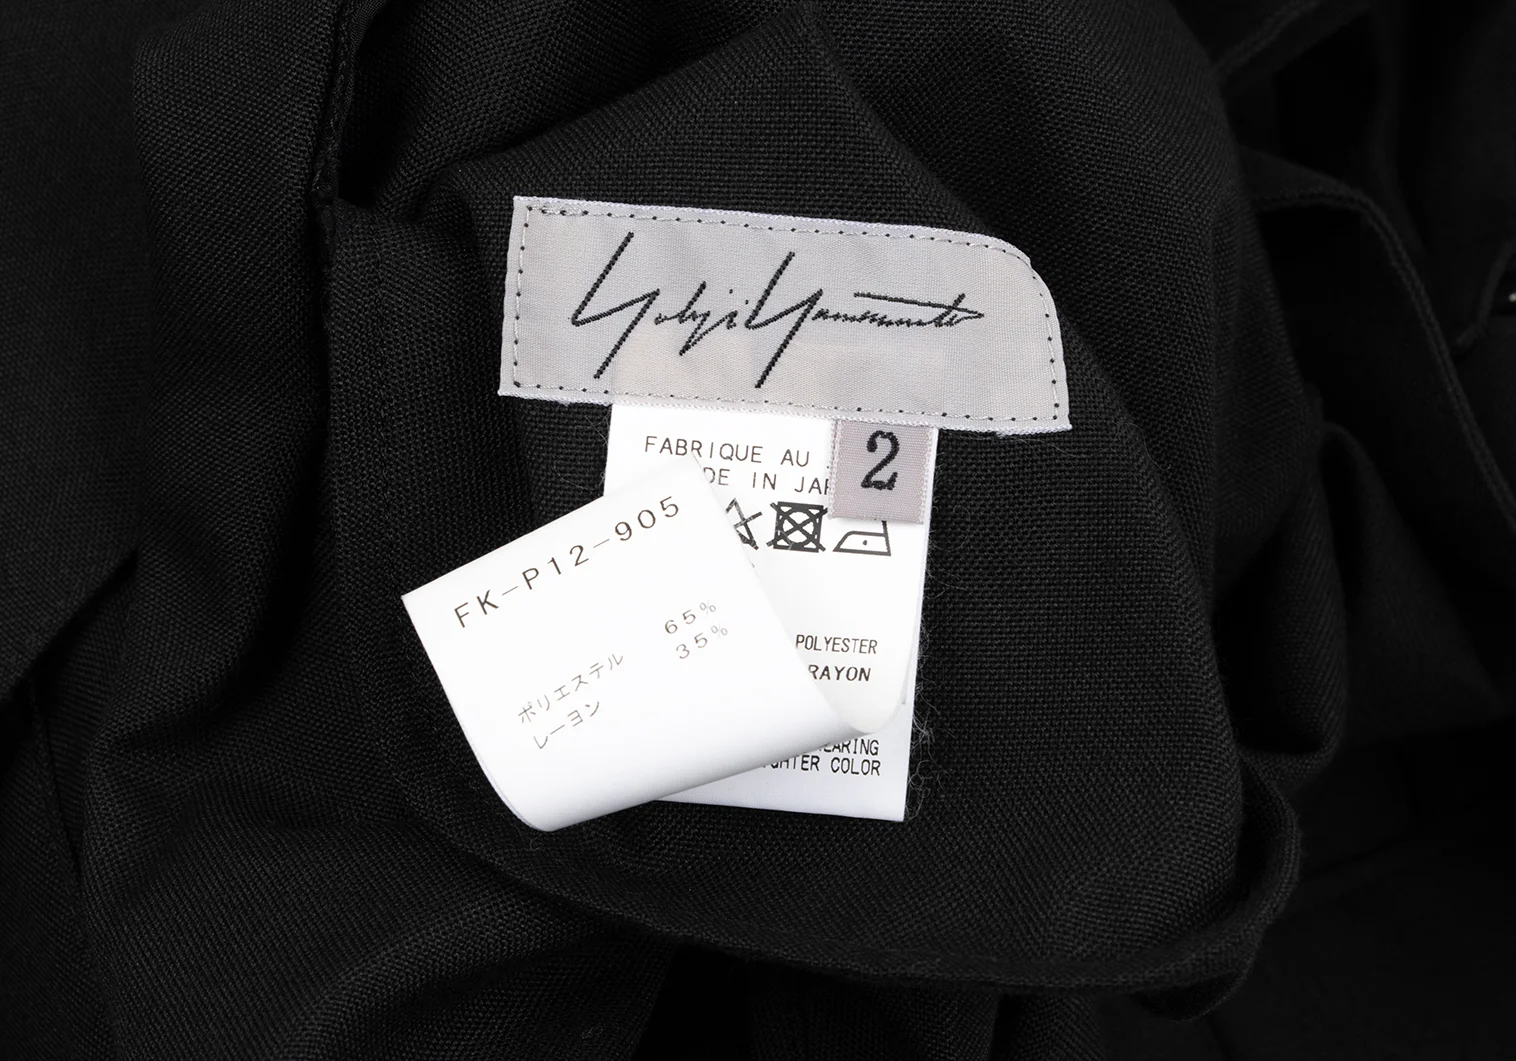 Yohji Yamamoto
2
FABRIQUE AU
DE IN JAP
FK-P12-905
ポリエステル 65%
レーヨン 35%
POLYESTER
RAYON
EARING
GHTER COLOR